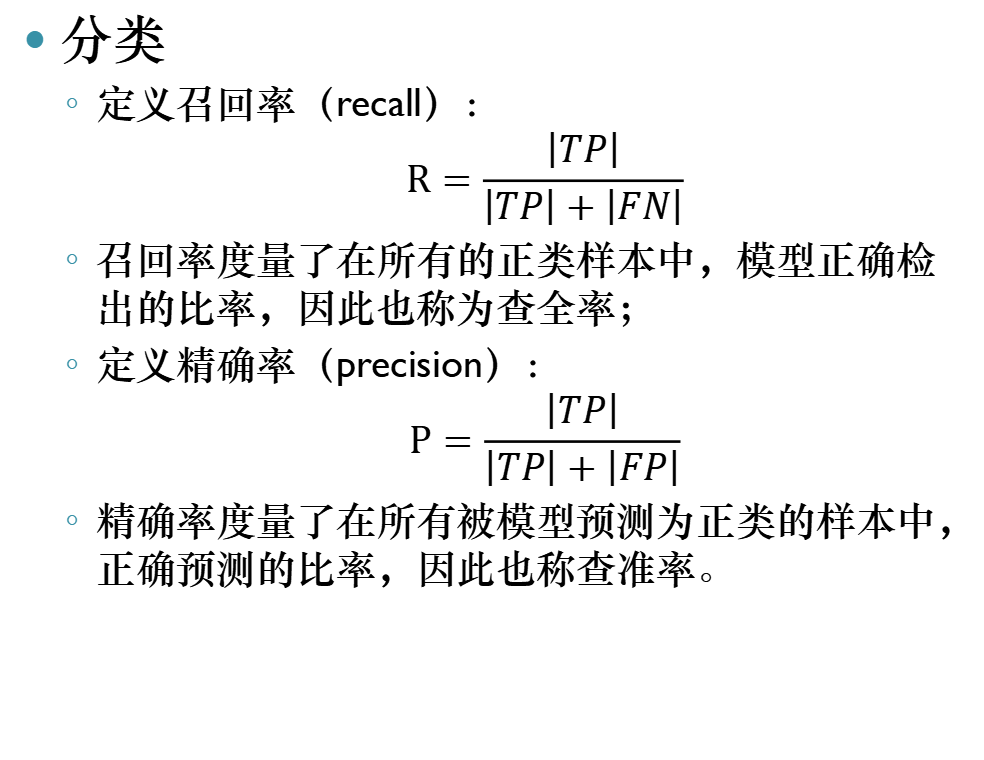 • 分类
◦ 定义召回率（recall）:
R = |TP| / (|TP| + |FN|)
◦ 召回率度量了在所有的正类样本中，模型正确检
出的比率，因此也称为查全率；
◦ 定义精确率（precision）:
P = |TP| / (|TP| + |FP|)
◦ 精确率度量了在所有被模型预测为正类的样本中，
正确预测的比率，因此也称查准率。